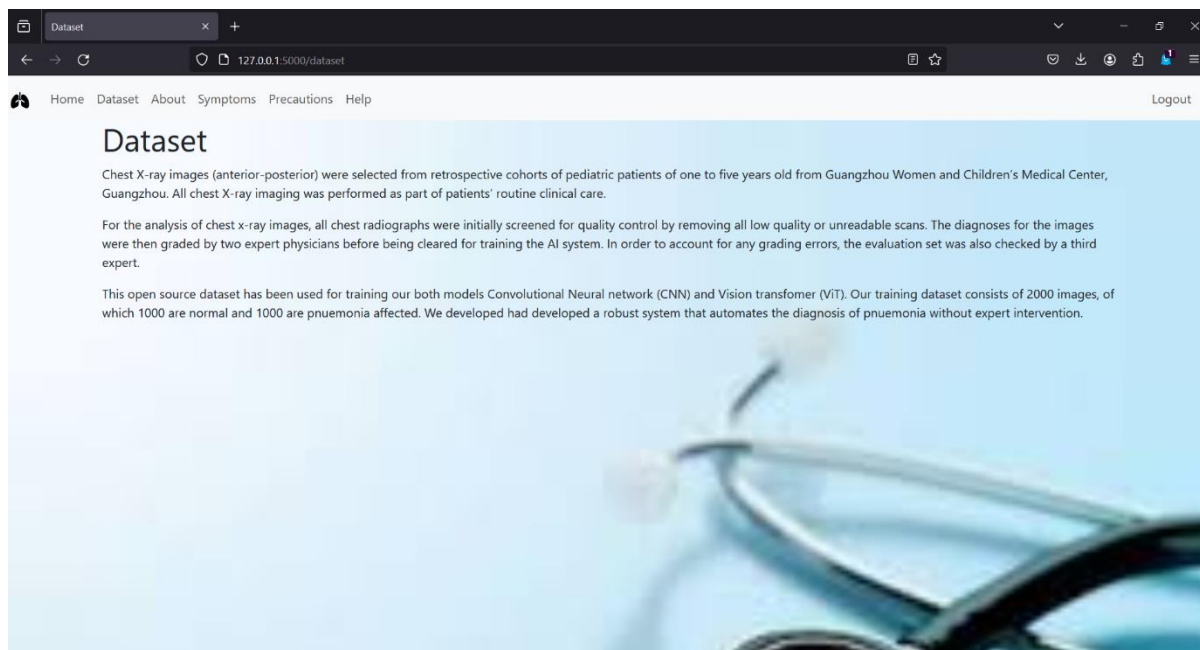 Dataset
127.0.0.1:5000/dataset
1
Home Dataset About Symptoms Precautions Help Logout
Dataset
Chest X-ray images (anterior-posterior) were selected from retrospective cohorts of pediatric patients of one to five years old from Guangzhou Women and Children's Medical Center,
Guangzhou. All chest X-ray imaging was performed as part of patients' routine clinical care.
For the analysis of chest x-ray images, all chest radiographs were initially screened for quality control by removing all low quality or unreadable scans. The diagnoses for the images
were then graded by two expert physicians before being cleared for training the AI system. In order to account for any grading errors, the evaluation set was also checked by a third
expert.
This open source dataset has been used for training our both models Convolutional Neural network (CNN) and Vision transfomer (ViT). Our training dataset consists of 2000 images, of
which 1000 are normal and 1000 are pnuemonia affected. We developed had developed a robust system that automates the diagnosis of pnuemonia without expert intervention.